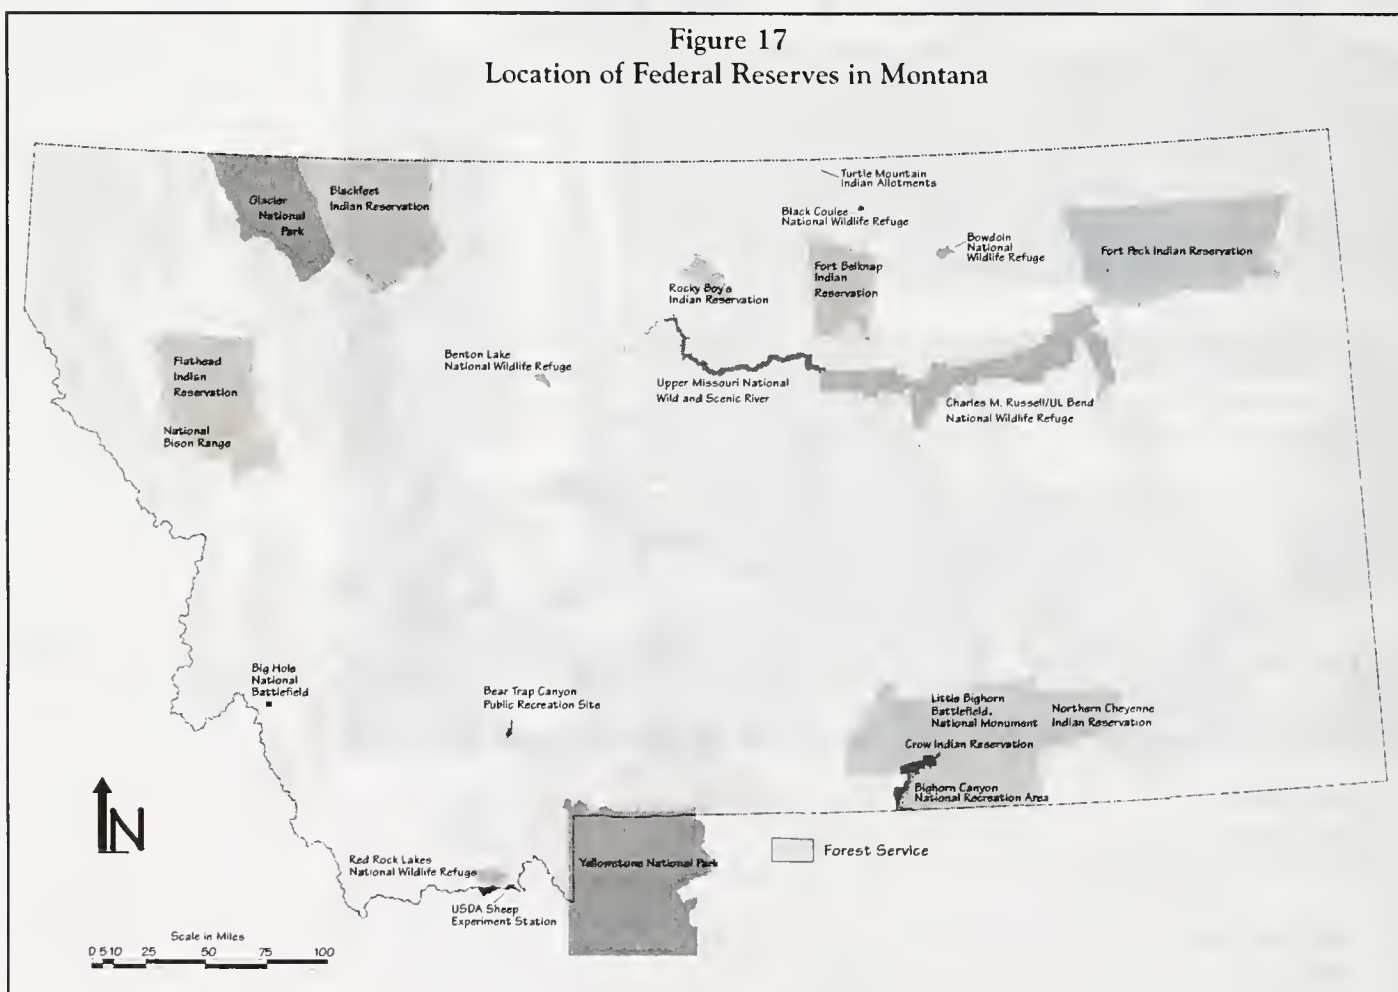 Figure 17
Location of Federal Reserves in Montana
Turtle Mountain
Indian Allotments
Glacier
National
Park
Blackfeet
Indian Reservation
Black Coulee
National Wildlife Refuge
Bowdoin
National
Wildlife Refuge
Fort Peck Indian Reservation
Fort Belknap
Indian
Reservation
Rocky Boy's
Indian Reservation
Benton Lake
National Wildlife Refuge
Flathead
Indian
Reservation
National
Bison Range
Upper Missouri National
Wild and Scenic River
Charles M. Russell/UL Bend
National Wildlife Refuge
Big Hole
National
Battlefield
Bear Trap Canyon
Public Recreation Site
Little Bighorn
Battlefield.
National Monument
Northern Cheyenne
Indian Reservation
Crow Indian Reservation
Bighorn Canyon
National Recreation Area
N
Red Rock Lakes
National Wildlife Refuge
USDA Sheep
Experiment Station
Yellowstone National Park
Forest Service
Scale in Miles
0 5 10 25 50 75 100